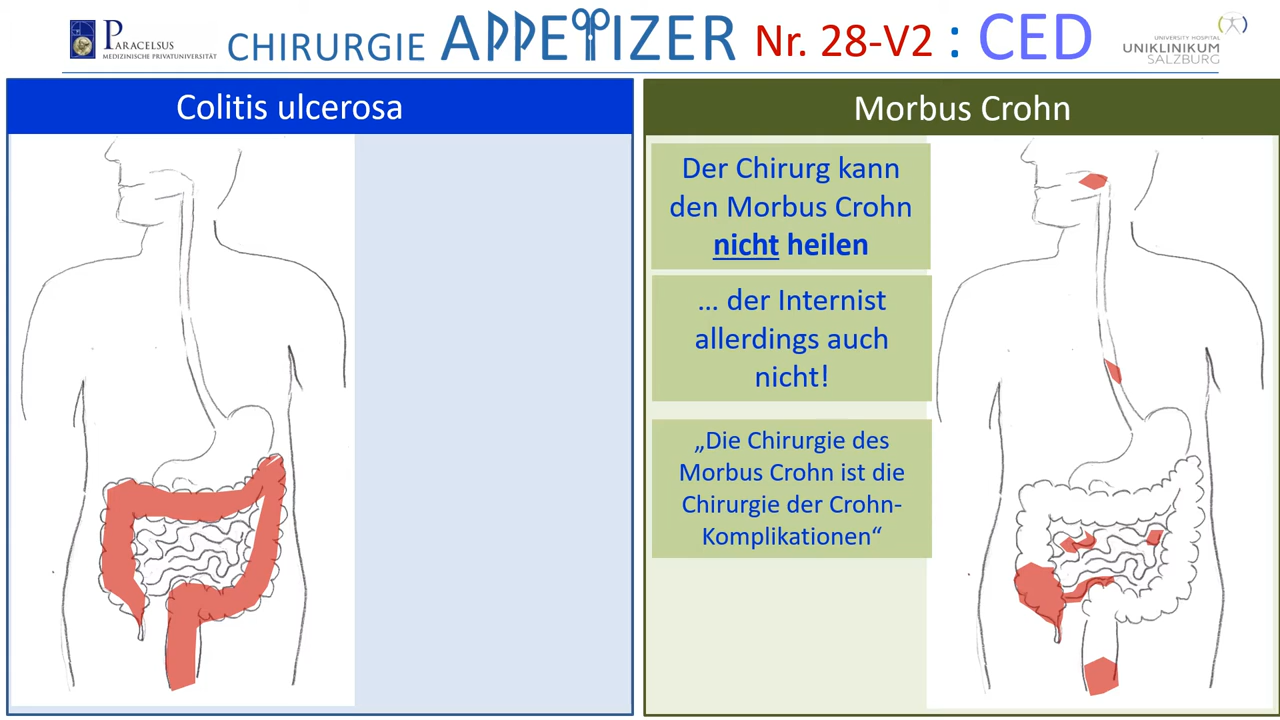 PARACELSUS
MEDIZINISCHE PRIVATUNIVERSITÄT
CHIRURGIE APPETIZER Nr. 28-V2 : CED
UNIVERSITY HOSPITAL
UNIKLINIKUM
SALZBURG
Colitis ulcerosa
Morbus Crohn
Der Chirurg kann
den Morbus Crohn
nicht heilen
... der Internist
allerdings auch
nicht!
„Die Chirurgie des
Morbus Crohn ist die
Chirurgie der Crohn-
Komplikationen“